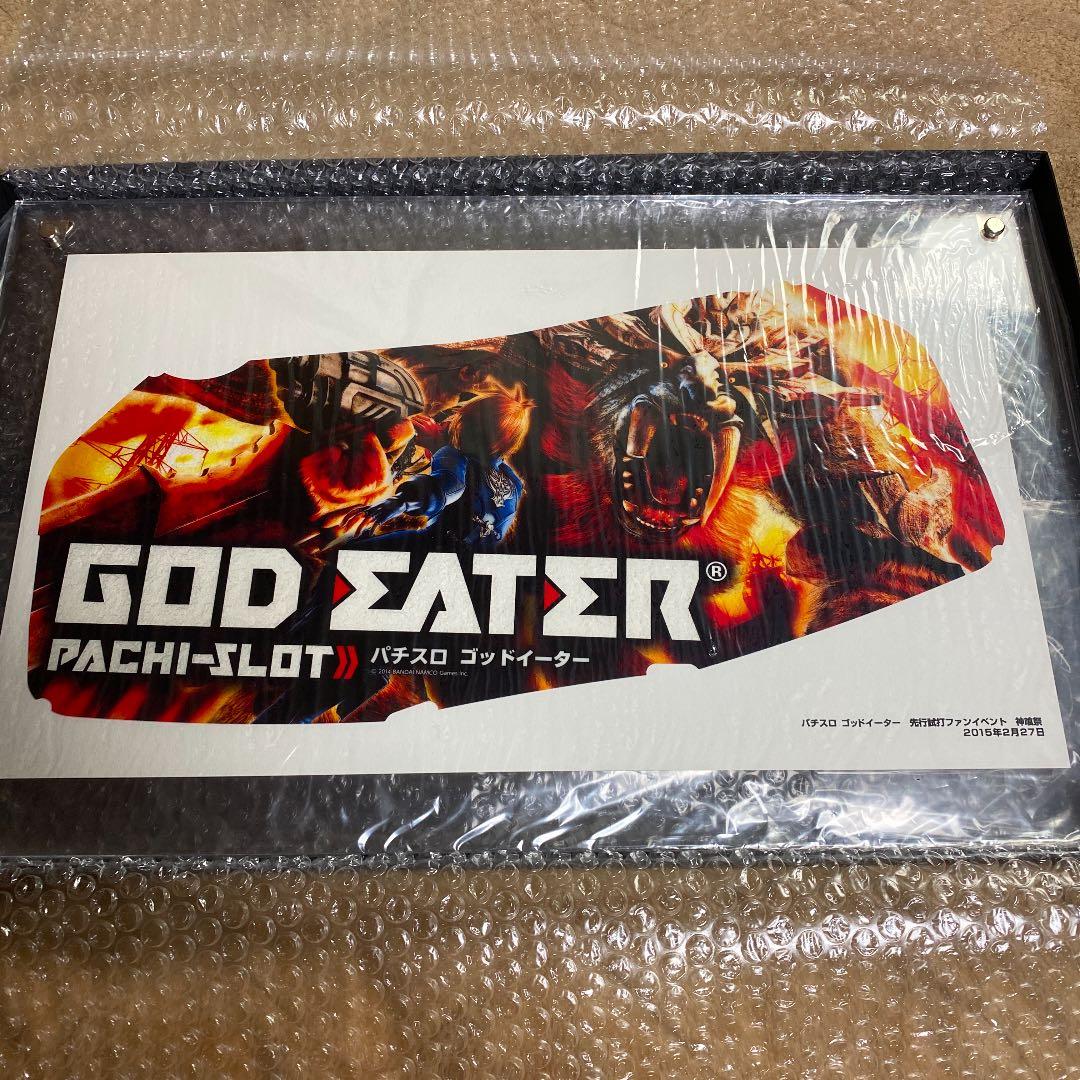 GOD EATER®
PACHI-SLOT» パチスロ ゴッドイーター
© 2014 BANDAI NAMCO Games Inc.
パチスロ ゴッドイーター 先行試打ファンイベント 神喰祭
2015年2月27日